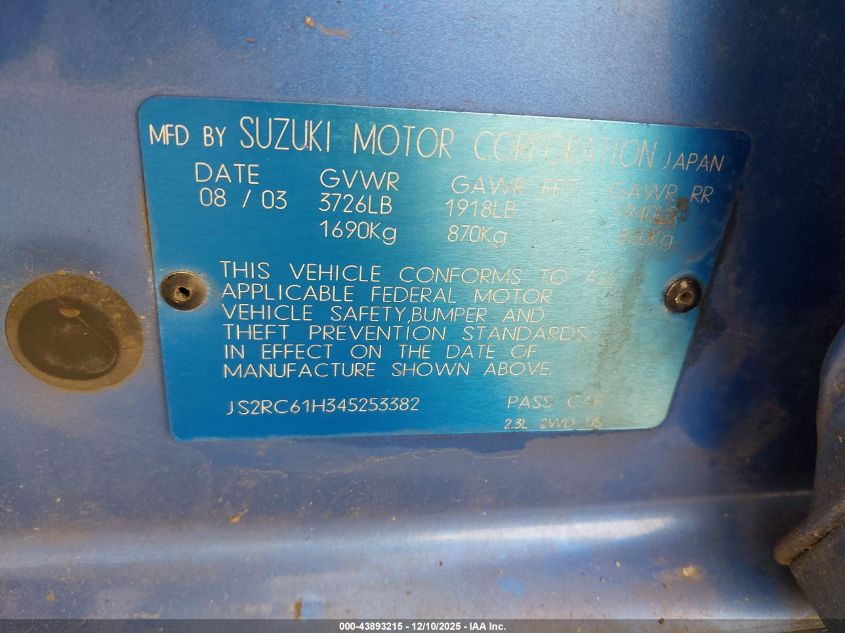 MFD BY SUZUKI MOTOR CORPORATION JAPAN
DATE GVWR GAWR FRT GAWR RR
08 / 03 3726LB 1918LB 1940LB
1690Kg 870Kg
THIS VEHICLE CONFORMS TO ALL
APPLICABLE FEDERAL MOTOR
VEHICLE SAFETY,BUMPER AND
THEFT PREVENTION STANDARDS
IN EFFECT ON THE DATE OF
MANUFACTURE SHOWN ABOVE.
JS2RC61H345253382 PASS CAR
2.3L 2WD US
000-43893215 - 12/10/2025 - IAA Inc.